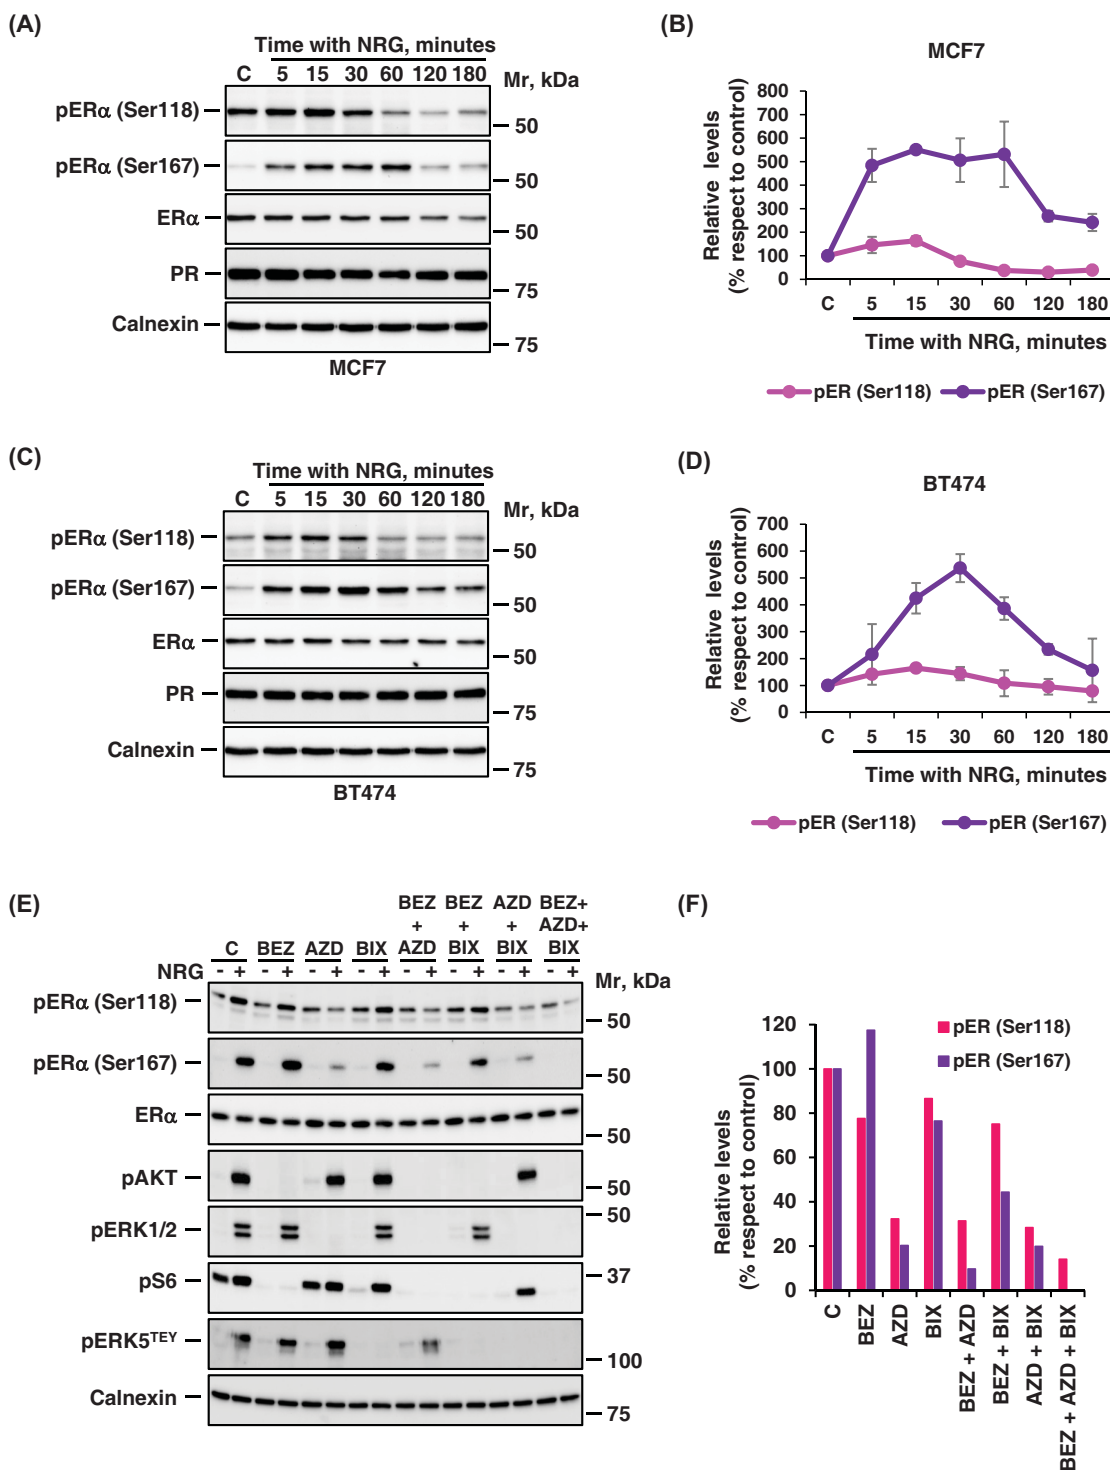 (A)
Time with NRG, minutes
C 5 15 30 60 120 180 Mr, kDa
pERα (Ser118)
50
pERα (Ser167)
50
ERα
50
PR
75
Calnexin
75
MCF7
(B)
MCF7
Relative levels
(% respect to control)
800
700
600
500
400
300
200
100
0
C 5 15 30 60 120 180
Time with NRG, minutes
pER (Ser118) pER (Ser167)
(C)
Time with NRG, minutes
C 5 15 30 60 120 180 Mr, kDa
pERα (Ser118)
50
pERα (Ser167)
50
ERα
50
PR
75
Calnexin
75
BT474
(D)
BT474
Relative levels
(% respect to control)
700
600
500
400
300
200
100
0
C 5 15 30 60 120 180
Time with NRG, minutes
pER (Ser118) pER (Ser167)
(E)
BEZ BEZ AZD BEZ+
+ + + AZD+
C BEZ AZD BIX AZD BIX BIX BIX
NRG - + - + - + - + - + - + - + - +
Mr, kDa
pERα (Ser118)
50
pERα (Ser167)
50
ERα
50
pAKT
50
50
pERK1/2
pS6
37
pERK5TEY
100
Calnexin
75
(F)
Relative levels
(% respect to control)
120
100
80
60
40
20
0
pER (Ser118)
pER (Ser167)
C
BEZ
AZD
BIX
BEZ + AZD
BEZ + BIX
AZD + BIX
BEZ + AZD + BIX